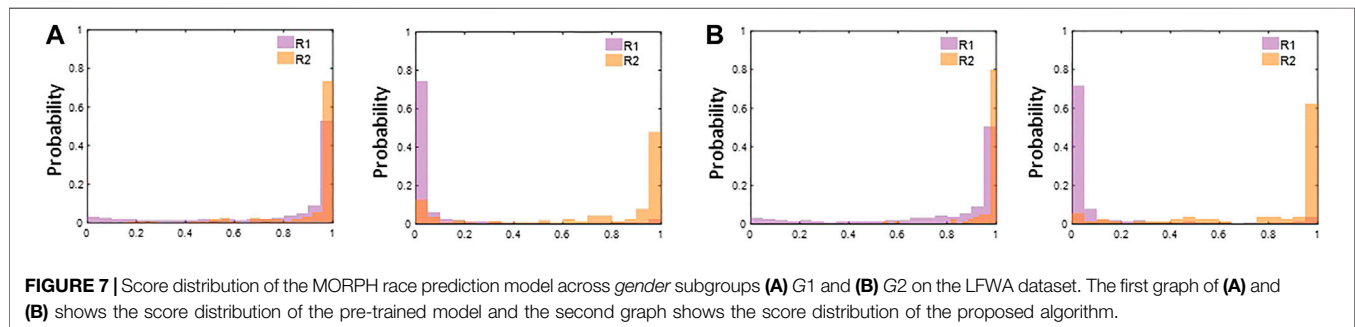 A
B
Probability
1
0.8
0.6
0.4
0.2
0
0 0.2 0.4 0.6 0.8 1
R1
R2
Probability
1
0.8
0.6
0.4
0.2
0
0 0.2 0.4 0.6 0.8 1
R1
R2
Probability
1
0.8
0.6
0.4
0.2
0
0 0.2 0.4 0.6 0.8 1
R1
R2
Probability
1
0.8
0.6
0.4
0.2
0
0 0.2 0.4 0.6 0.8 1
R1
R2
FIGURE 7 | Score distribution of the MORPH race prediction model across gender subgroups (A) G1 and (B) G2 on the LFWA dataset. The first graph of (A) and
(B) shows the score distribution of the pre-trained model and the second graph shows the score distribution of the proposed algorithm.